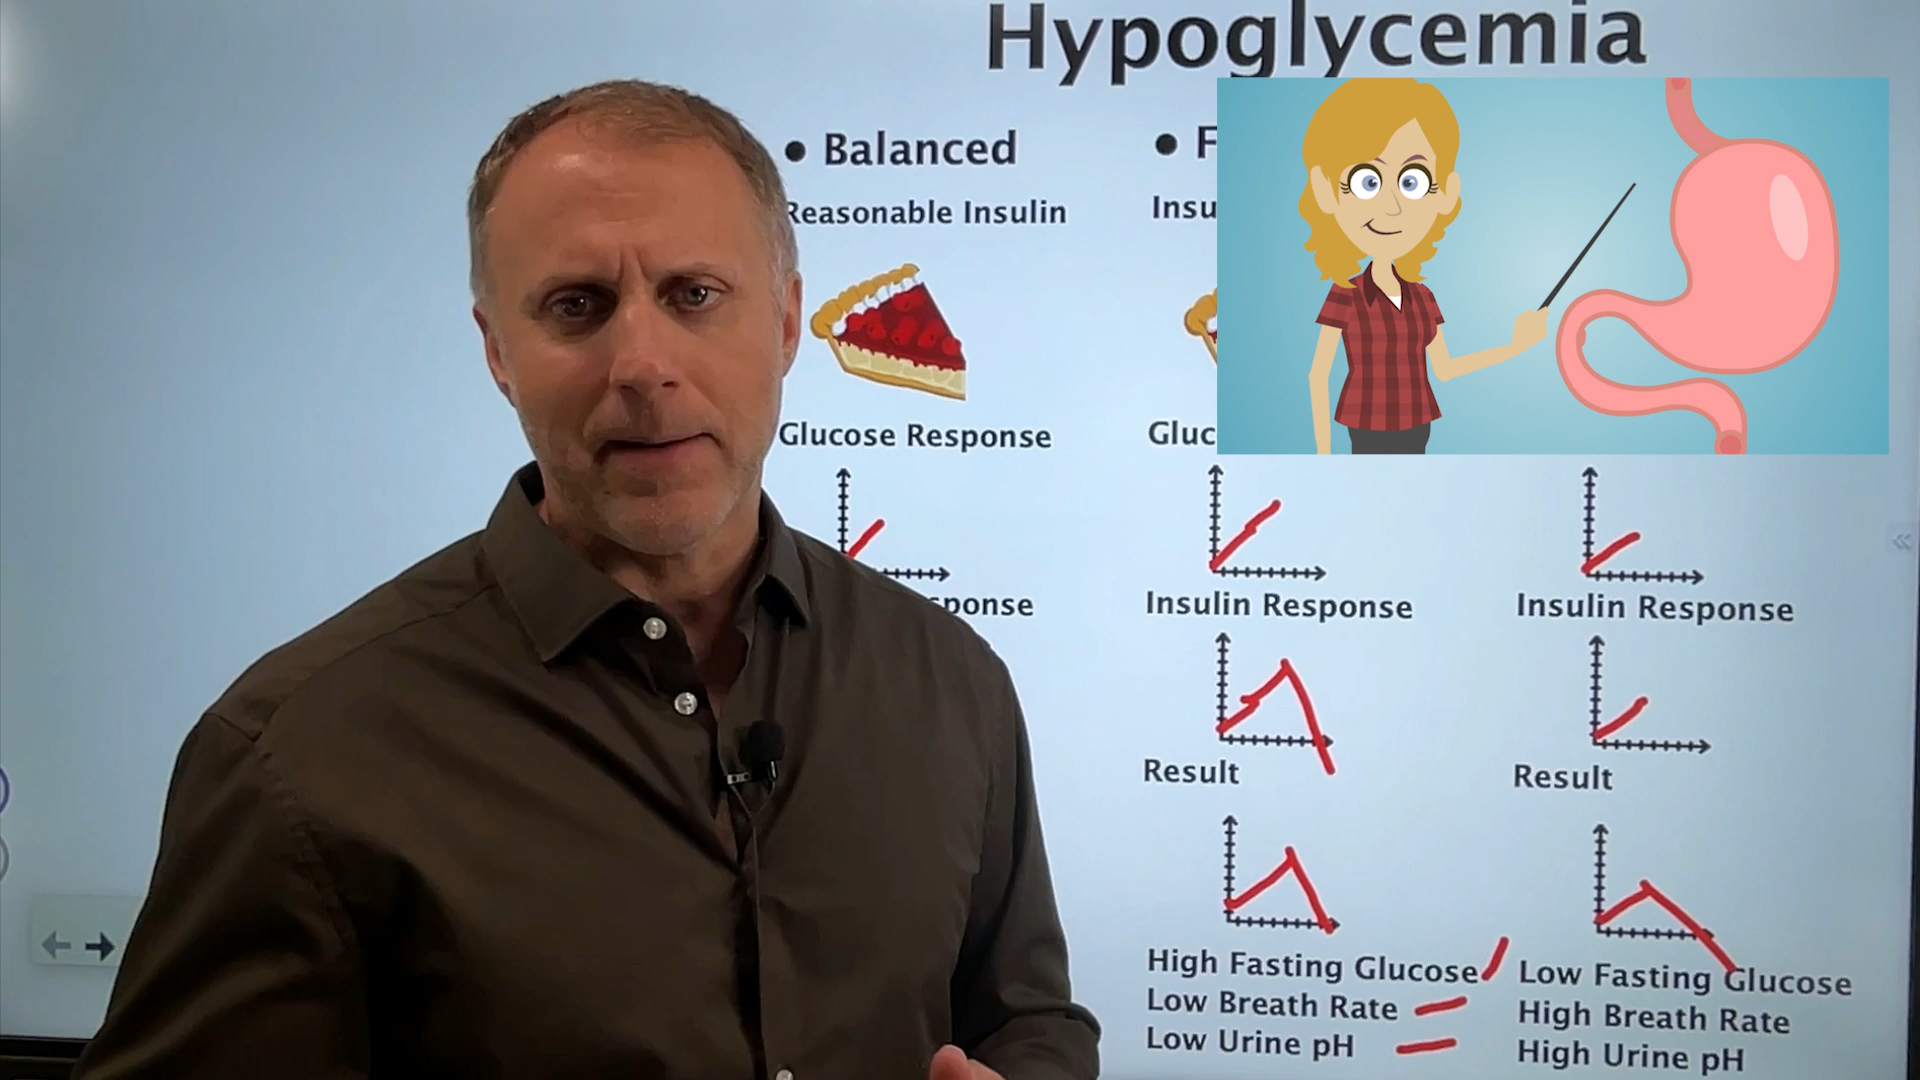 Hypoglycemia
• Balanced
Reasonable Insulin
Glucose Response
Insulin Response
Result
High Fasting Glucose
Low Breath Rate
Low Urine pH
Insulin Response
Result
Low Fasting Glucose
High Breath Rate
High Urine pH